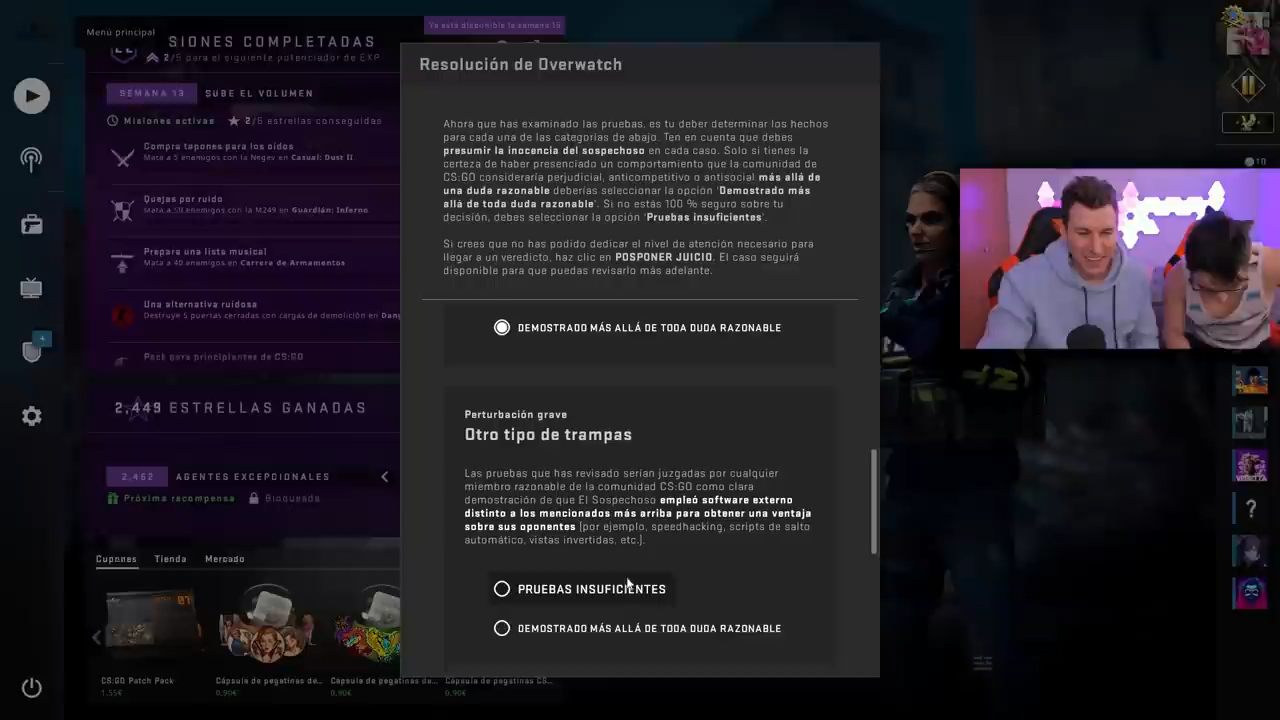 Menú principal
Ya está disponible la semana 15
SIONES COMPLETADAS
2/5 para el siguiente potenciador de EXP
SEMANA 13 SUBE EL VOLUMEN
Misiones activas 2/5 estrellas conseguidas
Compra tapones para los oídos
Mata a 5 enemigos con la Negev en Casual: Dust II
Quejas por ruido
Mata a 50 enemigos con la M249 en Guardián: Inferno
Prepara una lista musical
Mata a 40 enemigos en Carrera de Armamentos
Una alternativa ruidosa
Destruye 5 puertas cerradas con cargas de demolición en Dang
Pack para principiantes de CS:GO
2,449 ESTRELLAS GANADAS
2,462 AGENTES EXCEPCIONALES
Próxima recompensa Bloqueada
Cupones Tienda Mercado
CS:GO Patch Pack
1.55€
Cápsula de pegatinas de...
0.90€
Cápsula de pegatinas de...
0.90€
Cápsula de pegatinas CS...
0.90€
Resolución de Overwatch
Ahora que has examinado las pruebas, es tu deber determinar los hechos
para cada una de las categorías de abajo. Ten en cuenta que debes
presumir la inocencia del sospechoso en cada caso. Solo si tienes la
certeza de haber presenciado un comportamiento que la comunidad de
CS:GO consideraría perjudicial, anticompetitivo o antisocial más allá de
una duda razonable deberías seleccionar la opción 'Demostrado más
allá de toda duda razonable'. Si no estás 100 % seguro sobre tu
decisión, debes seleccionar la opción 'Pruebas insuficientes'.
Si crees que no has podido dedicar el nivel de atención necesario para
llegar a un veredicto, haz clic en POSPONER JUICIO. El caso seguirá
disponible para que puedas revisarlo más adelante.
DEMOSTRADO MÁS ALLÁ DE TODA DUDA RAZONABLE
Perturbación grave
Otro tipo de trampas
Las pruebas que has revisado serían juzgadas por cualquier
miembro razonable de la comunidad CS:GO como clara
demostración de que El Sospechoso empleó software externo
distinto a los mencionados más arriba para obtener una ventaja
sobre sus oponentes (por ejemplo, speedhacking, scripts de salto
automático, vistas invertidas, etc.).
PRUEBAS INSUFICIENTES
DEMOSTRADO MÁS ALLÁ DE TODA DUDA RAZONABLE